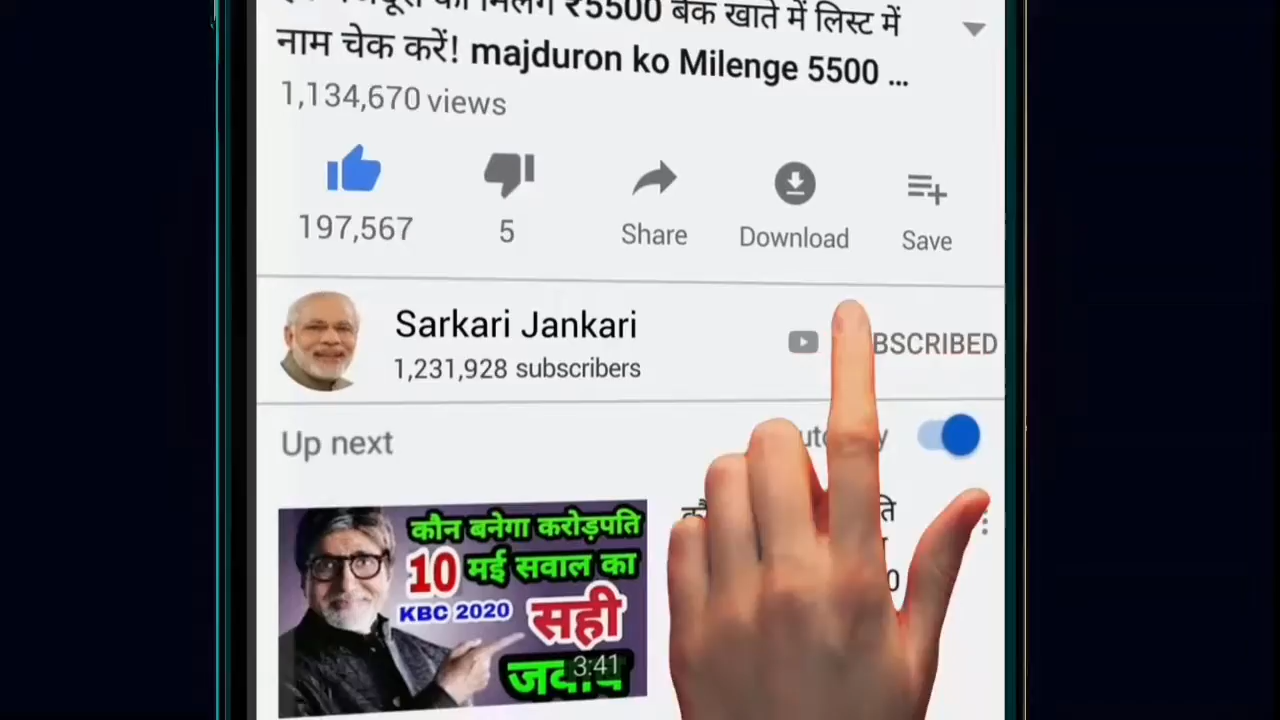 ₹5500 बैंक खाते में लिस्ट में
नाम चेक करें! majduron ko Milenge 5500 ...
1,134,670 views
197,567
5
Share
Download
Save
Sarkari Jankari
1,231,928 subscribers
BSCRIBED
Up next
कौन बनेगा करोड़पति
10 मई सवाल का
KBC 2020 सही
3:41